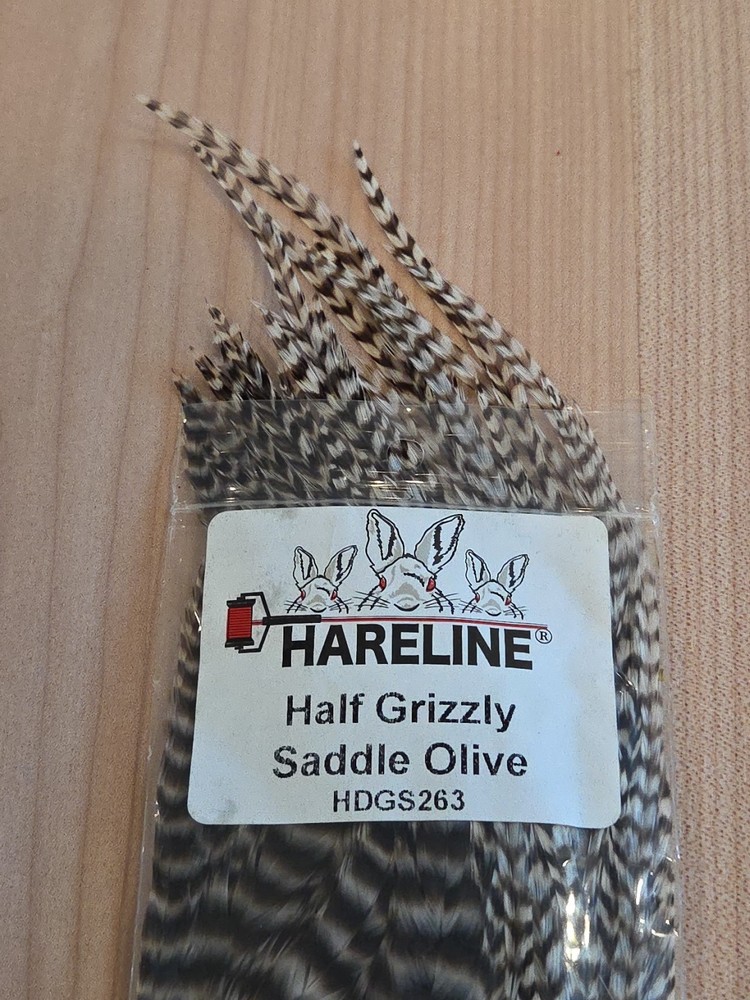 HARELINE®
Half Grizzly
Saddle Olive
HDGS263